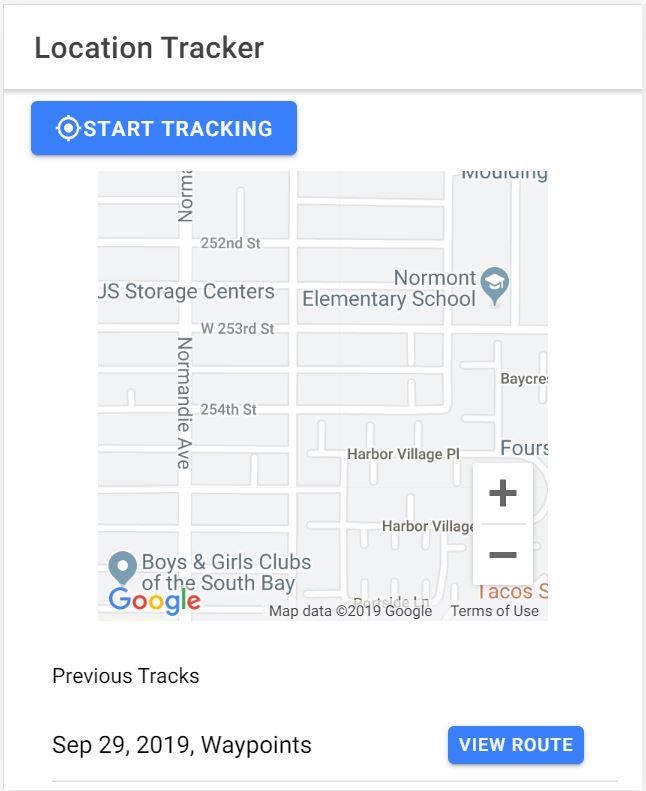 Location Tracker
START TRACKING
Moulding
Norma
252nd St
JS Storage Centers
Normont
Elementary School
W 253rd St
Normandie Ave
Baycres
254th St
Harbor Village Pl
Fours
Harbor Village
Boys & Girls Clubs
of the South Bay
Tacos S
Portside Ln
Google
Map data ©2019 Google
Terms of Use
Previous Tracks
Sep 29, 2019, Waypoints
VIEW ROUTE